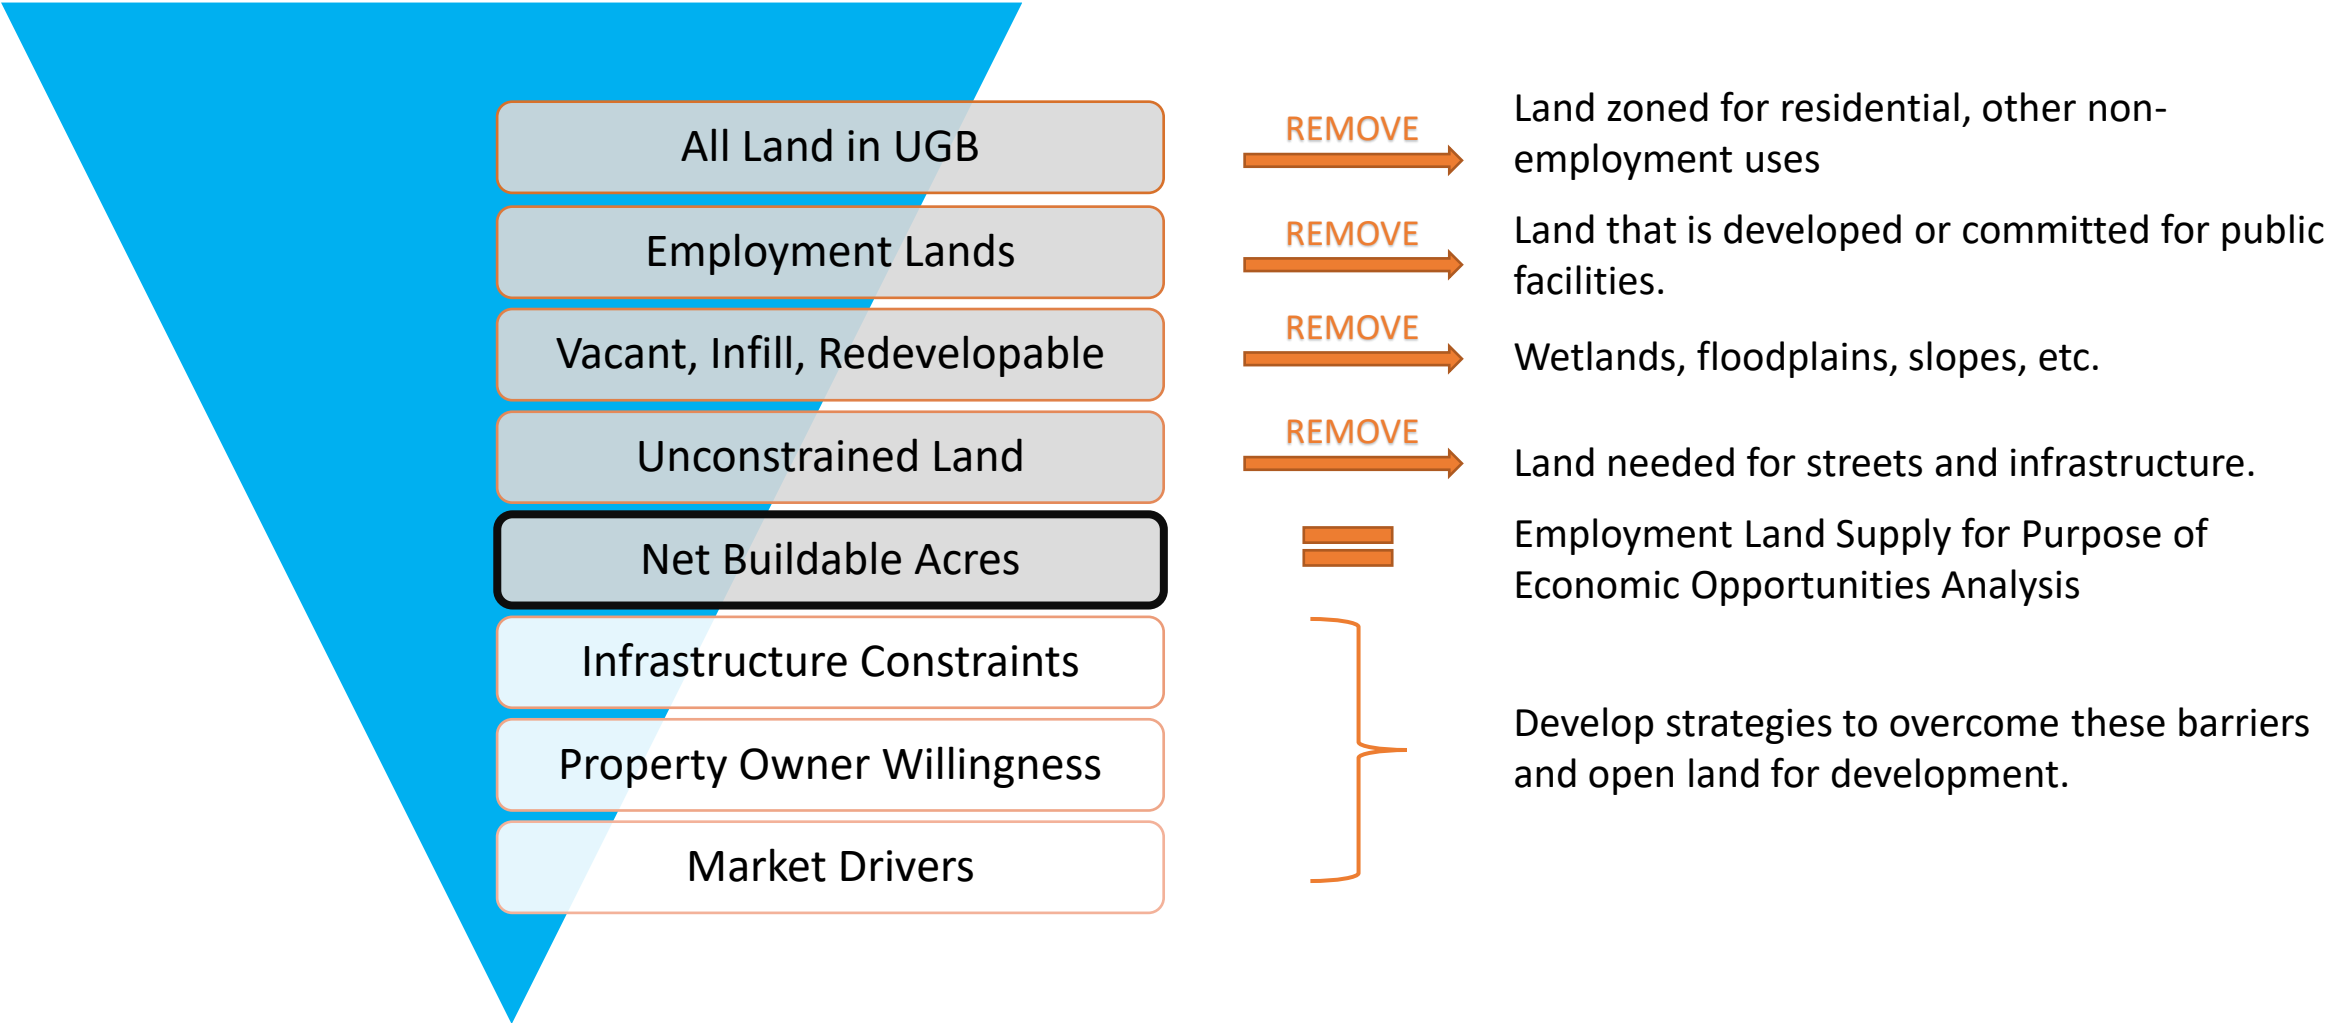 All Land in UGB
REMOVE
Land zoned for residential, other non-
employment uses
Employment Lands
REMOVE
Land that is developed or committed for public
facilities.
Vacant, Infill, Redevelopable
REMOVE
Wetlands, floodplains, slopes, etc.
Unconstrained Land
REMOVE
Land needed for streets and infrastructure.
Net Buildable Acres
Employment Land Supply for Purpose of
Economic Opportunities Analysis
Infrastructure Constraints
Property Owner Willingness
Market Drivers
Develop strategies to overcome these barriers
and open land for development.